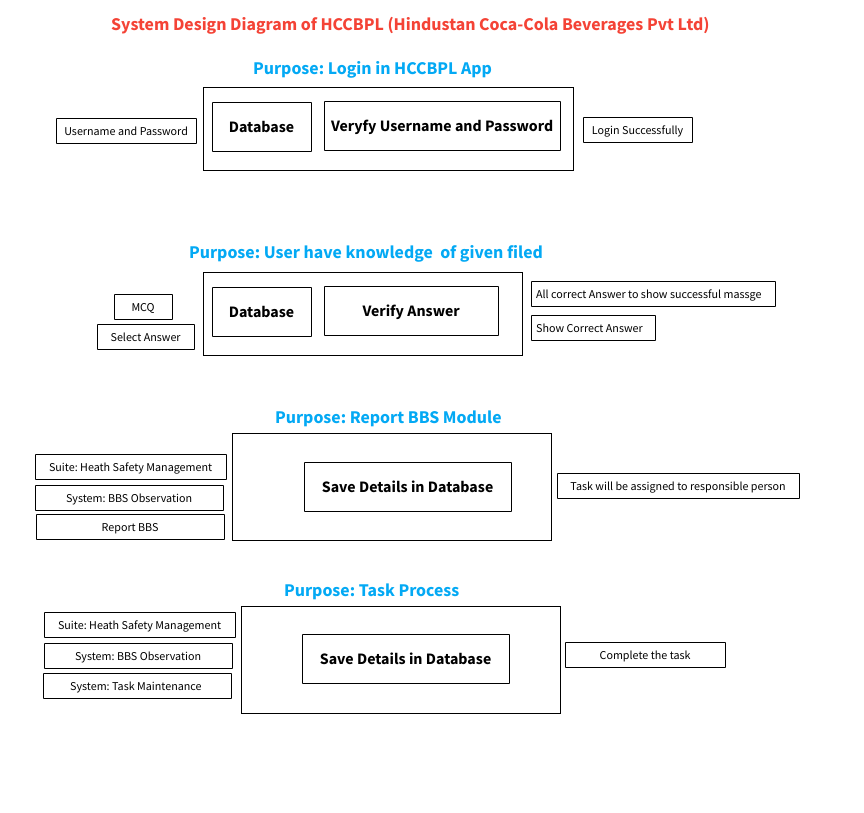 System Design Diagram of HCCBPL (Hindustan Coca-Cola Beverages Pvt Ltd)
Purpose: Login in HCCBPL App
Username and Password
Database
Veryfy Username and Password
Login Successfully
Purpose: User have knowledge  of given filed
MCQ
Select Answer
Database
Verify Answer
All correct Answer to show successful massge
Show Correct Answer
Purpose: Report BBS Module
Suite: Heath Safety Management
System: BBS Observation
Report BBS
Save Details in Database
Task will be assigned to responsible person
Purpose: Task Process
Suite: Heath Safety Management
System: BBS Observation
System: Task Maintenance
Save Details in Database
Complete the task